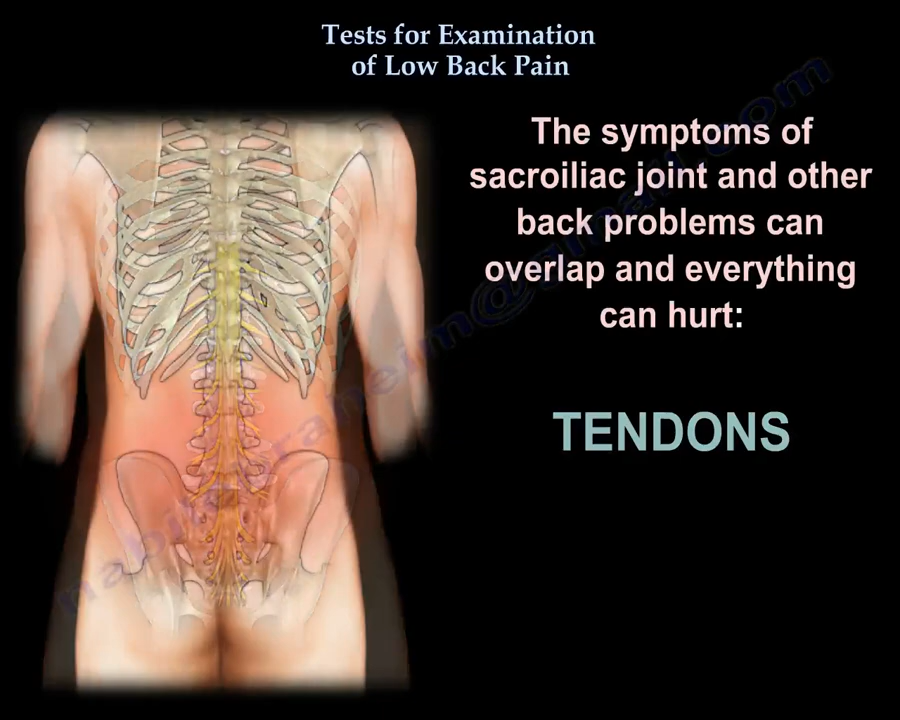 Tests for Examination
of Low Back Pain
The symptoms of
sacroiliac joint and other
back problems can
overlap and everything
can hurt:
TENDONS